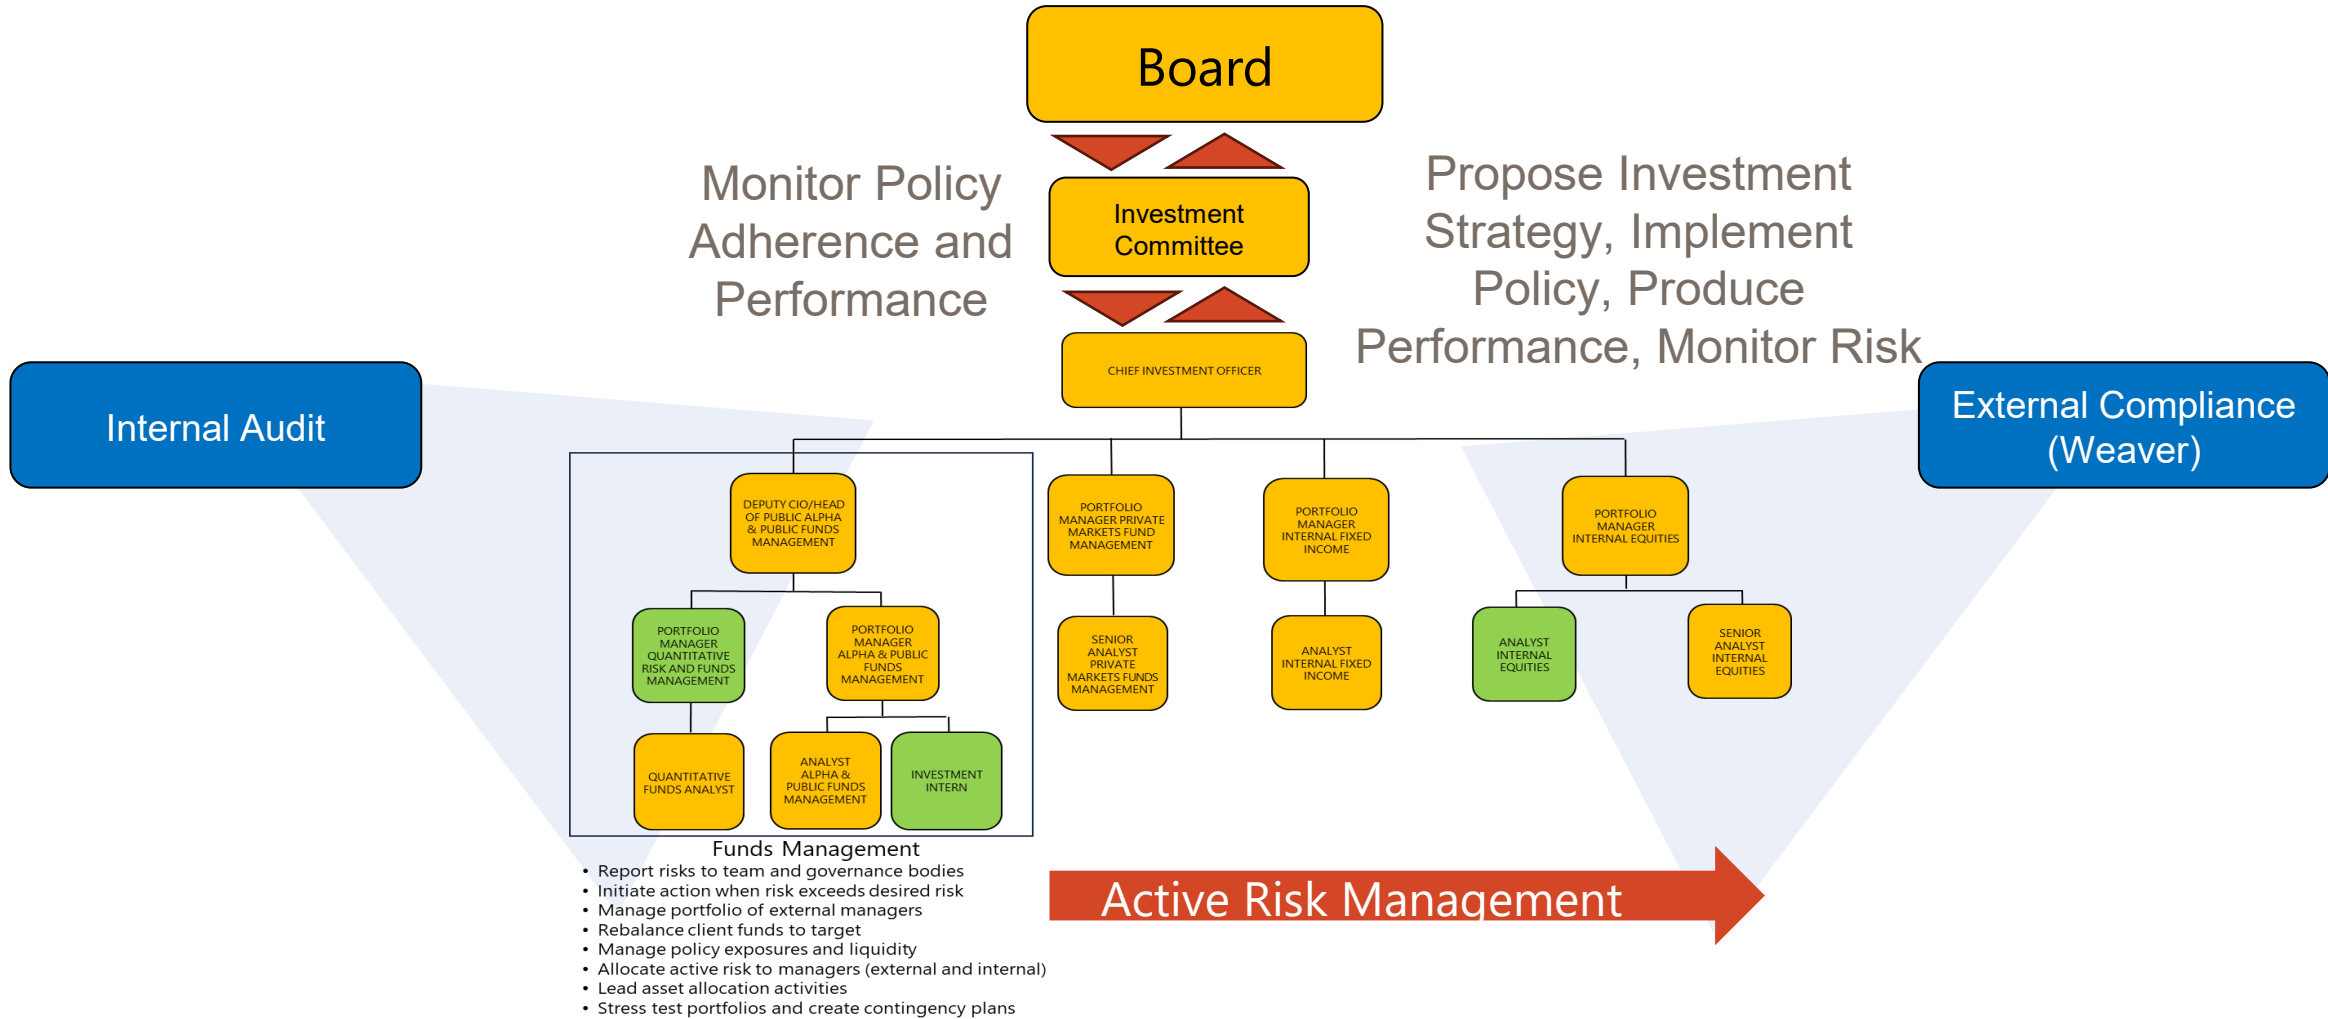 Board
Monitor Policy
Adherence and
Performance
Investment
Committee
Propose Investment
Strategy, Implement
Policy, Produce
Performance, Monitor Risk
CHIEF INVESTMENT OFFICER
Internal Audit
External Compliance
(Weaver)
DEPUTY CIO/HEAD
OF PUBLIC ALPHA
& PUBLIC FUNDS
MANAGEMENT
PORTFOLIO
MANAGER PRIVATE
MARKETS FUND
MANAGEMENT
PORTFOLIO
MANAGER
INTERNAL FIXED
INCOME
PORTFOLIO
MANAGER
INTERNAL EQUITIES
PORTFOLIO
MANAGER
QUANTITATIVE
RISK AND FUNDS
MANAGEMENT
PORTFOLIO
MANAGER
ALPHA & PUBLIC
FUNDS
MANAGEMENT
SENIOR
ANALYST
PRIVATE
MARKETS FUNDS
MANAGEMENT
ANALYST
INTERNAL FIXED
INCOME
ANALYST
INTERNAL
EQUITIES
SENIOR
ANALYST
INTERNAL
EQUITIES
QUANTITATIVE
FUNDS ANALYST
ANALYST
ALPHA &
PUBLIC FUNDS
MANAGEMENT
INVESTMENT
INTERN
Funds Management
• Report risks to team and governance bodies
• Initiate action when risk exceeds desired risk
• Manage portfolio of external managers
• Rebalance client funds to target
• Manage policy exposures and liquidity
• Allocate active risk to managers (external and internal)
• Lead asset allocation activities
• Stress test portfolios and create contingency plans
Active Risk Management